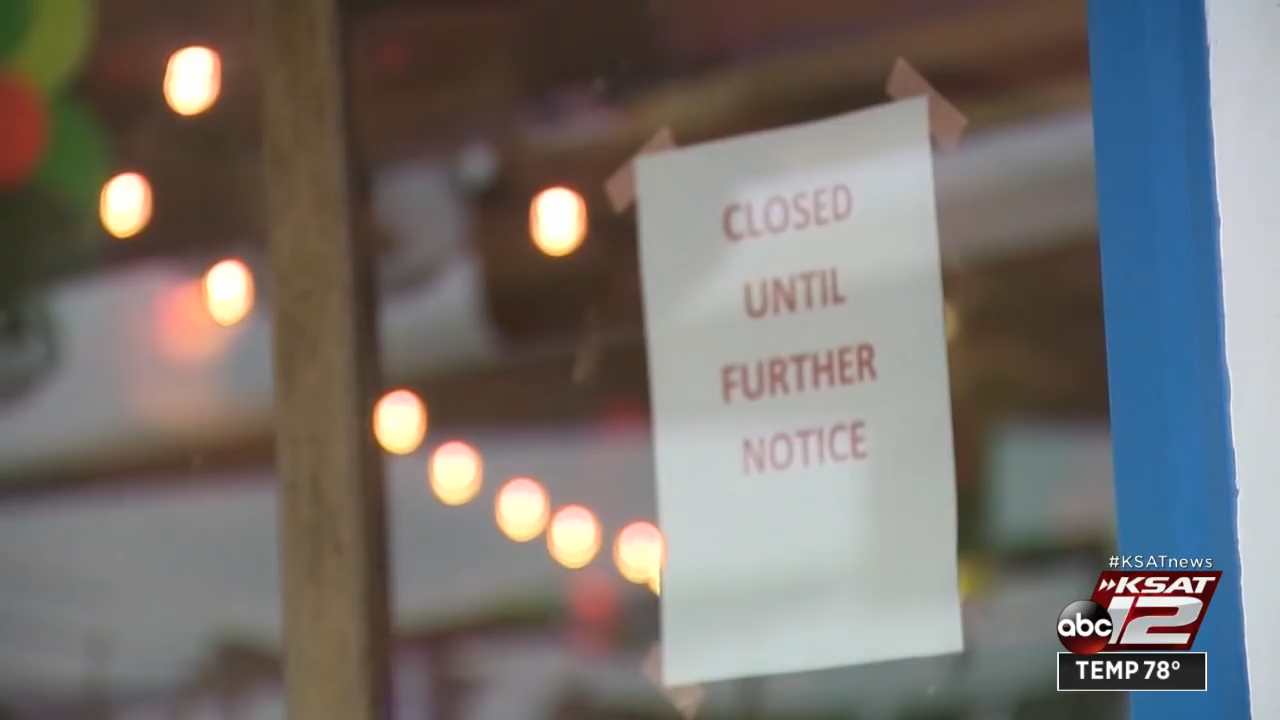 CLOSED
UNTIL
FURTHER
NOTICE
#KSATnews
KSAT
abc 12
TEMP 78°